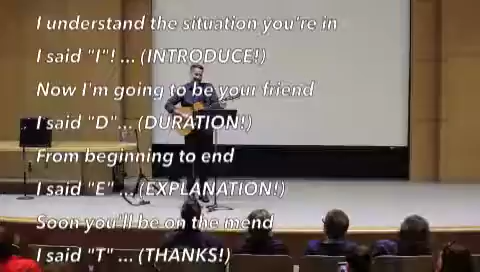 I understand the situation you're in
I said "I"! ... (INTRODUCE!)
Now I'm going to be your friend
I said "D"... (DURATION!)
From beginning to end
I said "E" ... (EXPLANATION!)
Soon you'll be on the mend
I said "T" ... (THANKS!)